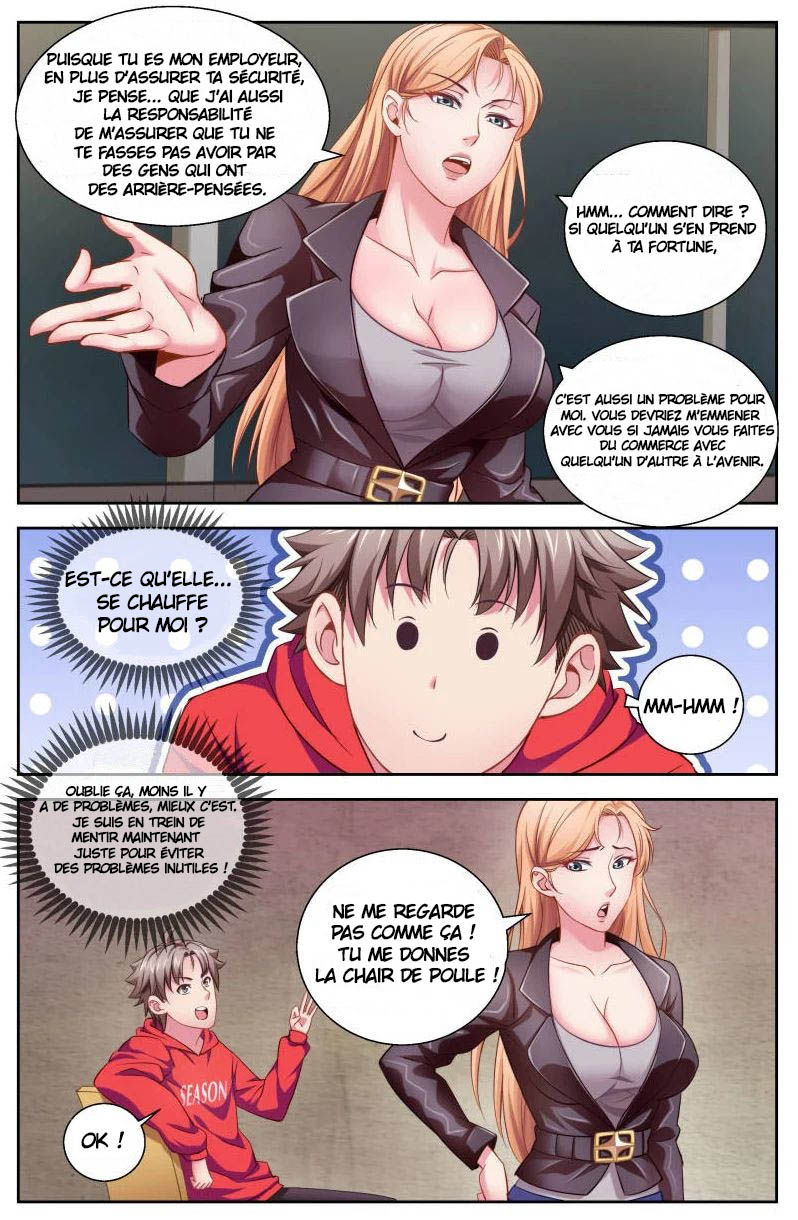 PUISQUE TU ES MON EMPLOYEUR,
EN PLUS D'ASSURER TA SÉCURITÉ,
JE PENSE... QUE J'AI AUSSI
LA RESPONSABILITÉ
DE M'ASSURER QUE TU NE
TE FASSES PAS AVOIR PAR
DES GENS QUI ONT
DES ARRIÈRE-PENSÉES.
HMM... COMMENT DIRE ?
SI QUELQU'UN S'EN PREND
À TA FORTUNE,
C'EST AUSSI UN PROBLÈME POUR
MOI. VOUS DEVRIEZ M'EMMENER
AVEC VOUS SI JAMAIS VOUS FAITES
DU COMMERCE AVEC
QUELQU'UN D'AUTRE À L'AVENIR.
EST-CE QU'ELLE...
SE CHAUFFE
POUR MOI ?
MM-HMM !
OUBLIE ÇA, MOINS IL Y
A DE PROBLÈMES, MIEUX C'EST.
JE SUIS EN TREIN DE
MENTIR MAINTENANT
JUSTE POUR ÉVITER
DES PROBLÈMES INUTILES !
NE ME REGARDE
PAS COMME ÇA !
TU ME DONNES
LA CHAIR DE POULE !
SEASON
OK !